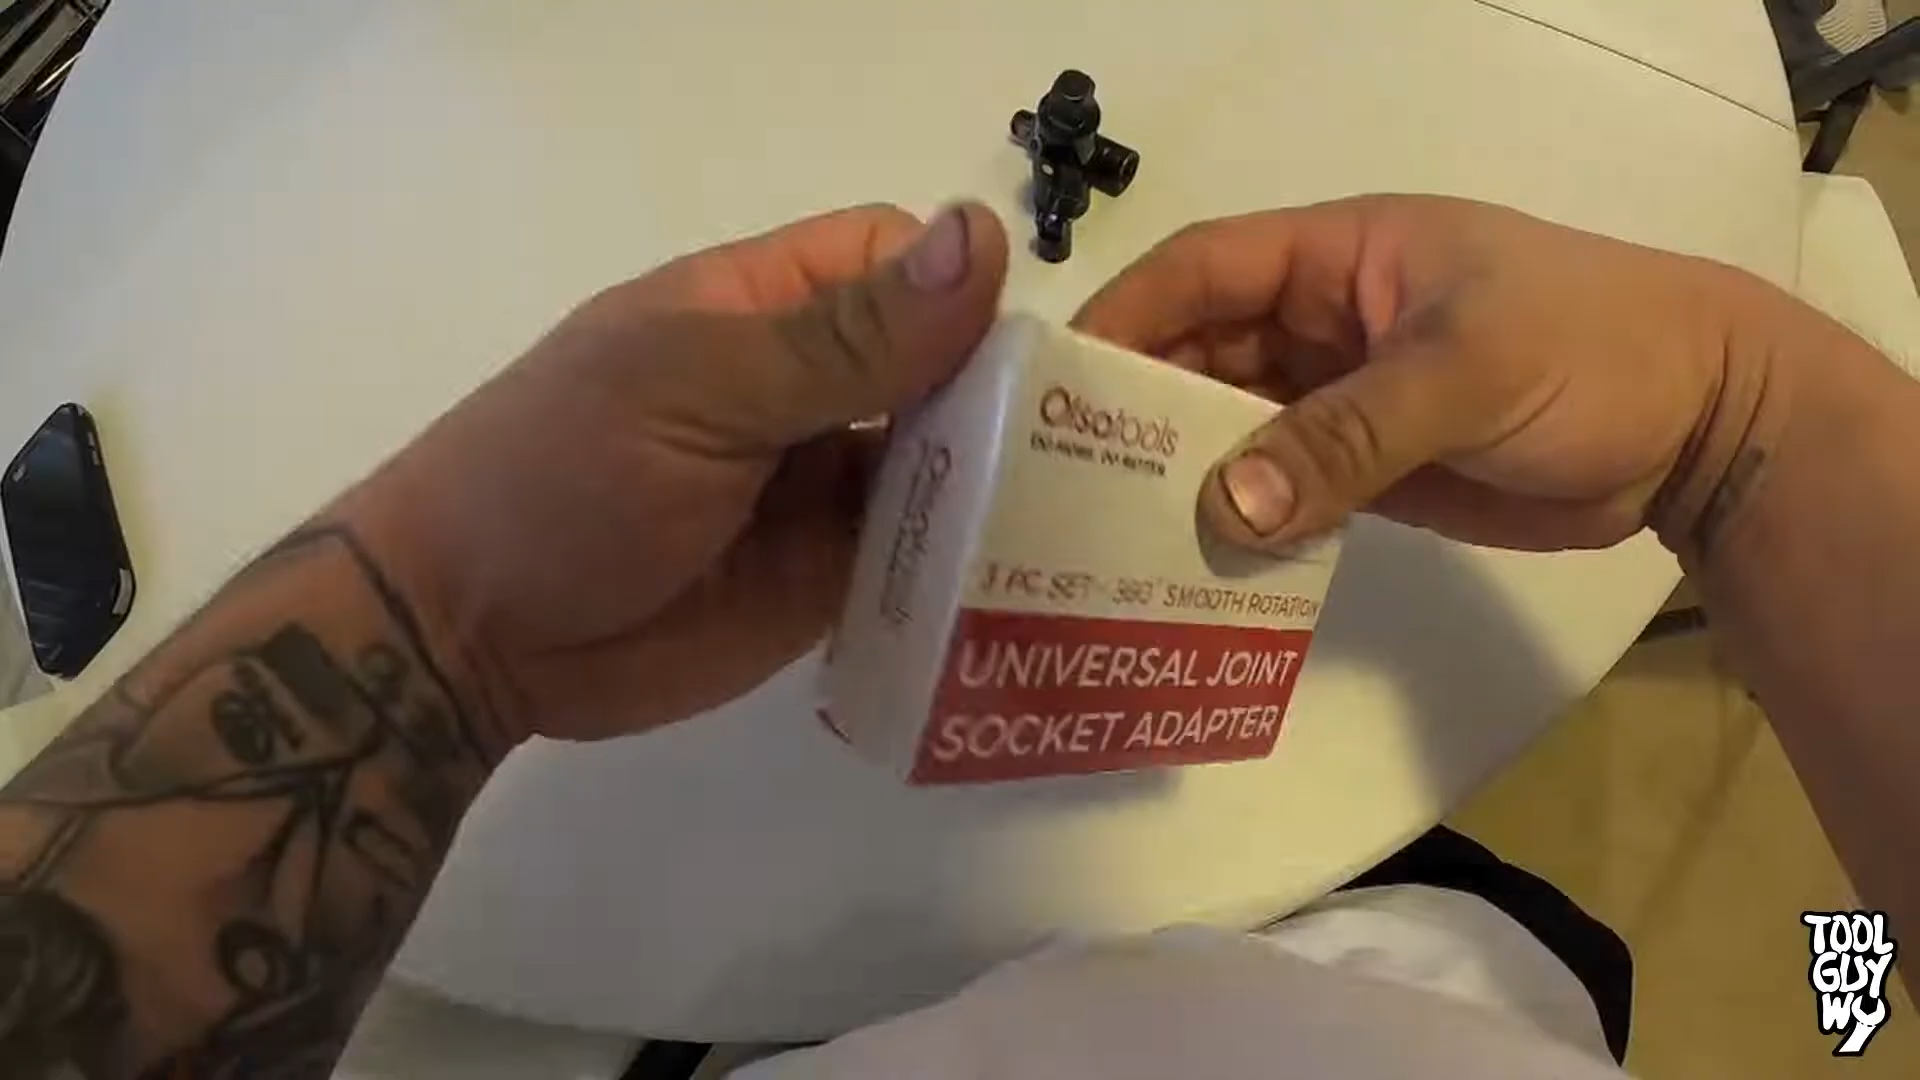 Olsatools
DO MORE. DO BETTER
3 PC SET - 360° SMOOTH ROTATION
UNIVERSAL JOINT
SOCKET ADAPTER
TOOL
GUY
WY